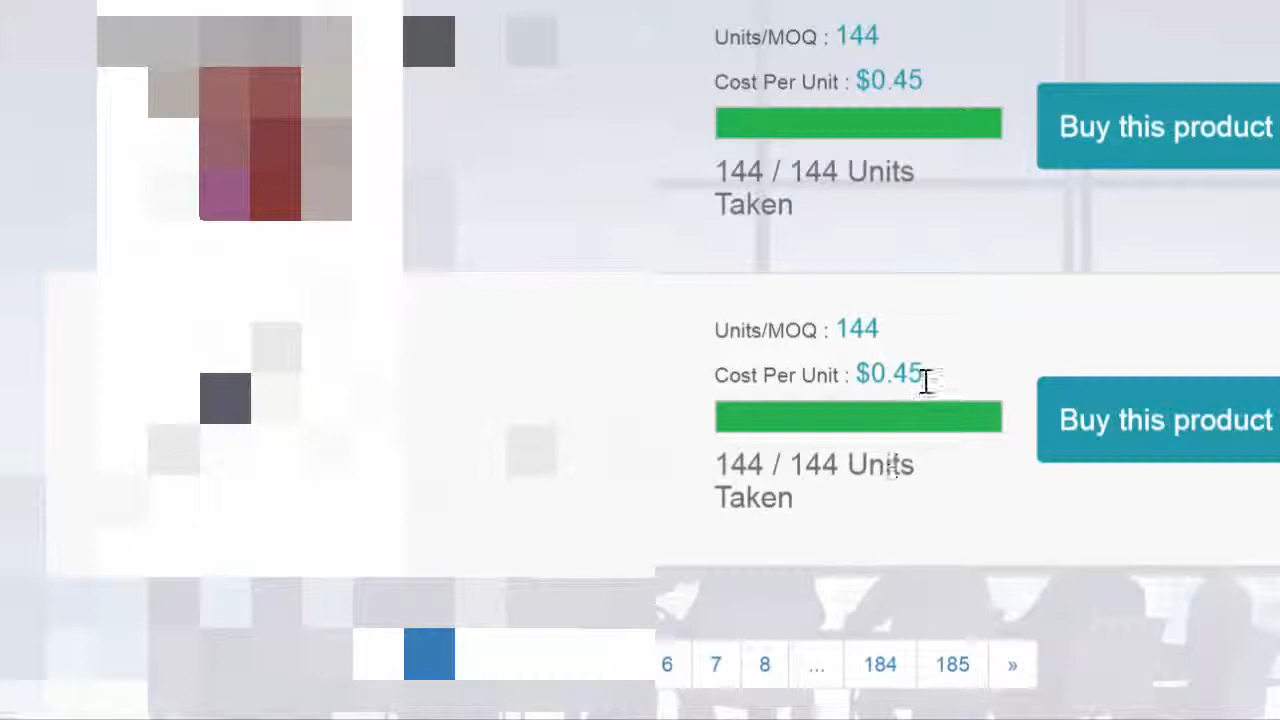 Units/MOQ : 144
Cost Per Unit : $0.45
Buy this product
144 / 144 Units
Taken
Units/MOQ : 144
Cost Per Unit : $0.45
Buy this product
144 / 144 Units
Taken
6 7 8 ... 184 185 »